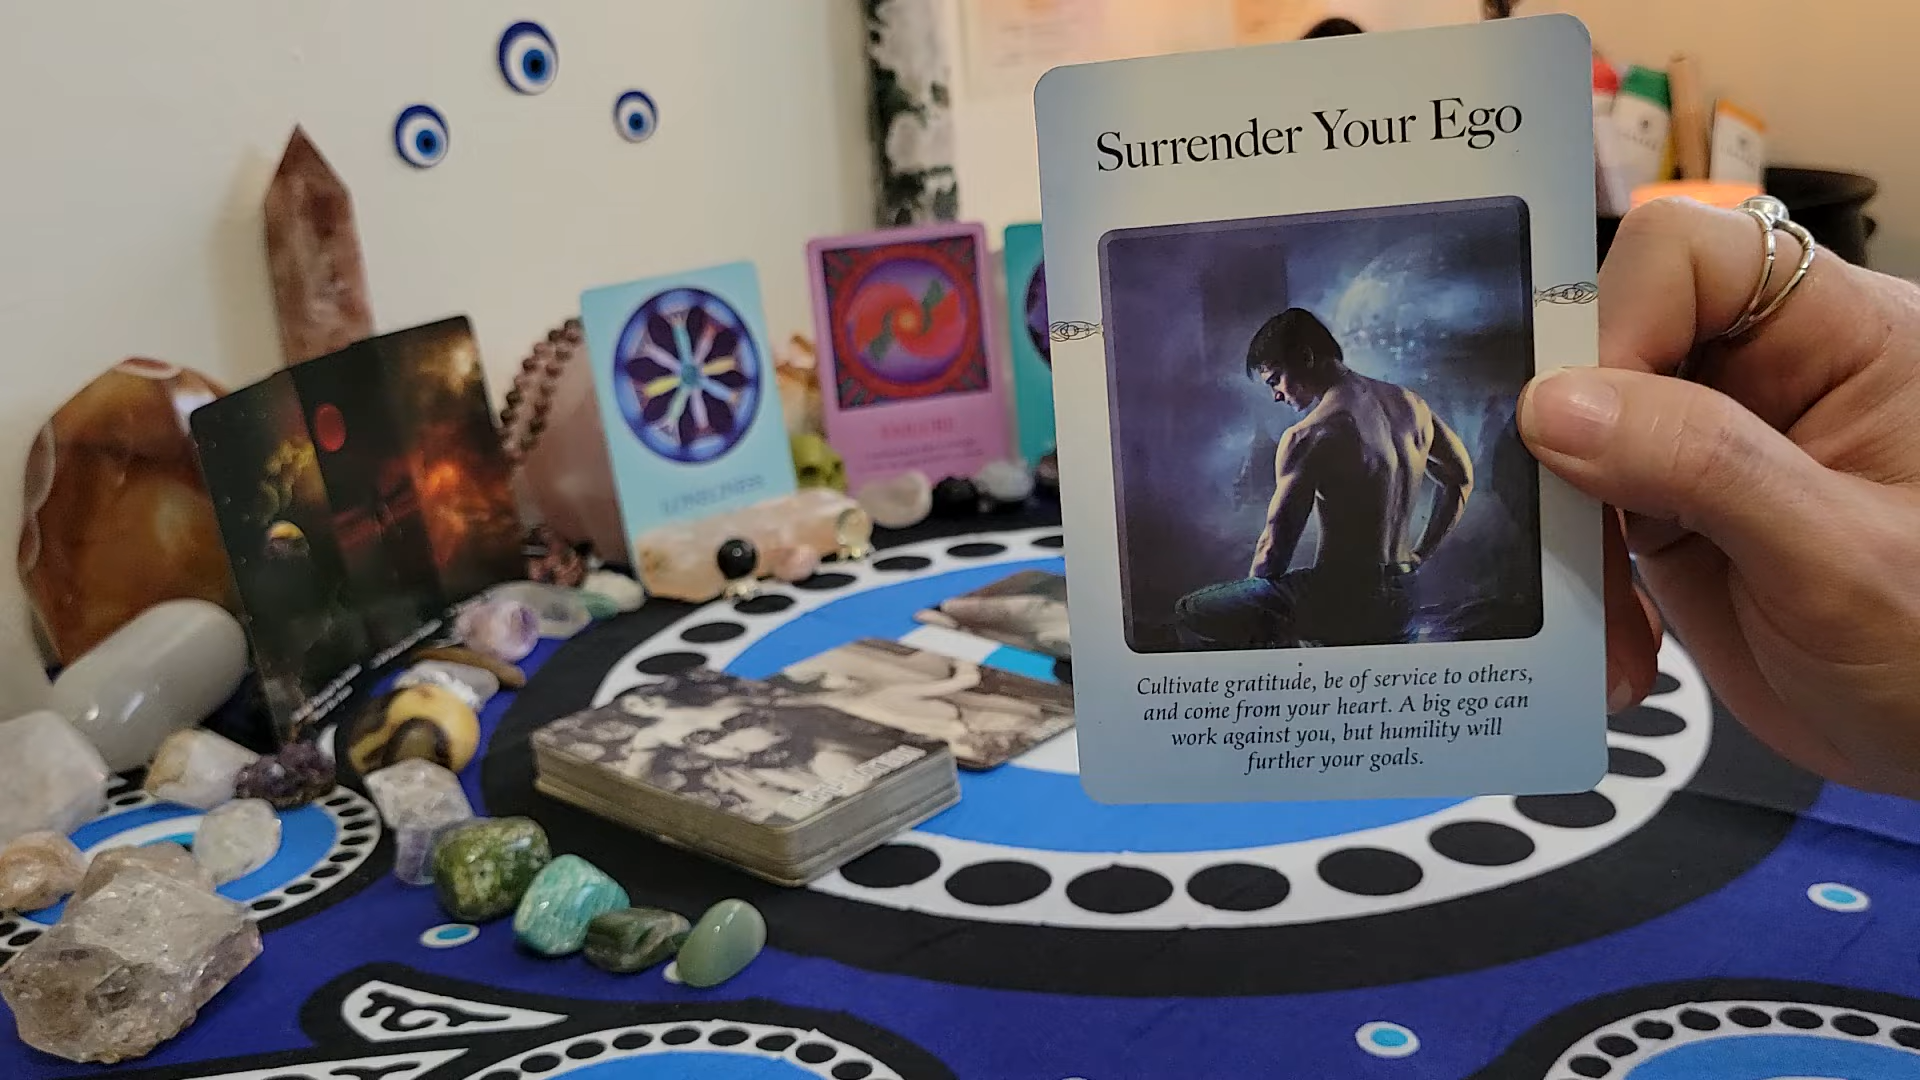 Surrender Your Ego
Cultivate gratitude, be of service to others,
and come from your heart. A big ego can
work against you, but humility will
further your goals.
LONELINESS